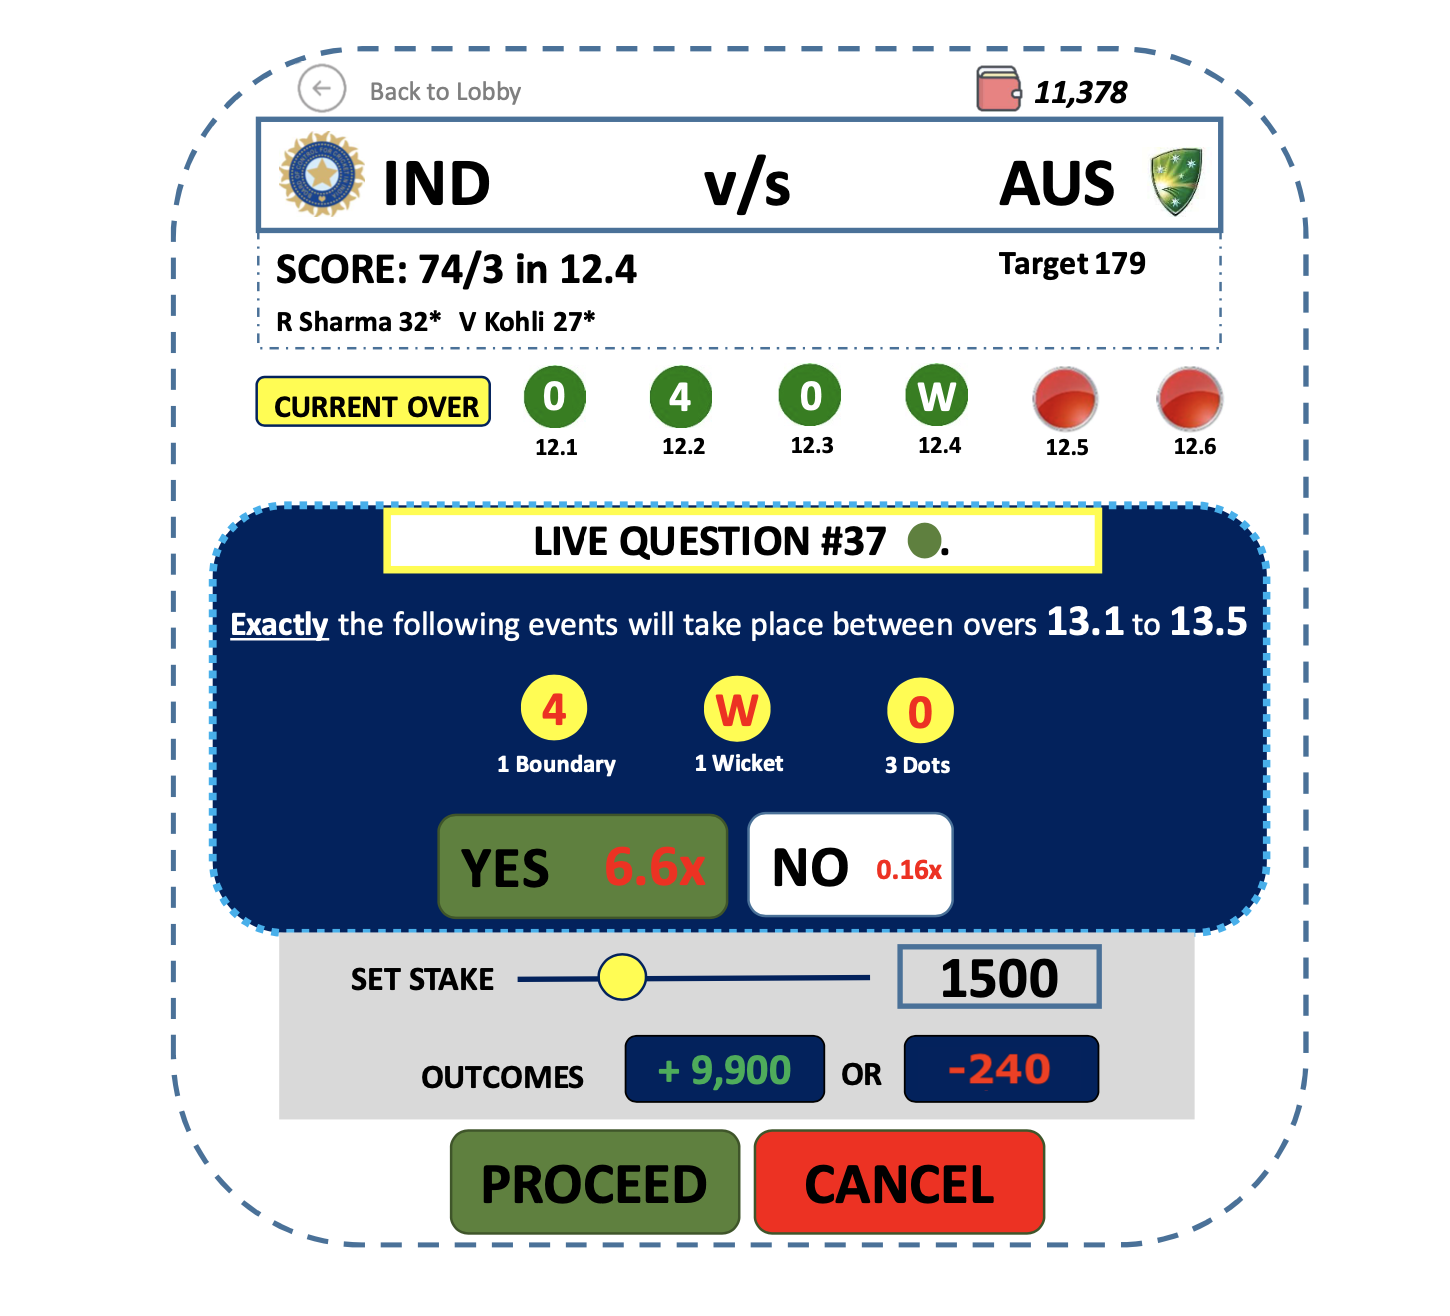 Back to Lobby 11,378
IND v/s AUS
SCORE: 74/3 in 12.4 Target 179
R Sharma 32* V Kohli 27*
CURRENT OVER 0 4 0 W
12.1 12.2 12.3 12.4 12.5 12.6
LIVE QUESTION #37 .
Exactly the following events will take place between overs 13.1 to 13.5
4 W 0
1 Boundary 1 Wicket 3 Dots
YES 6.6x NO 0.16x
SET STAKE 1500
OUTCOMES + 9,900 OR -240
PROCEED CANCEL